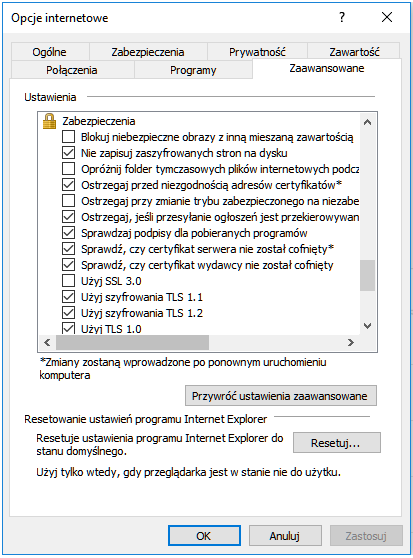 Opcje internetowe
Ogólne Zabezpieczenia Prywatność Zawartość
Połączenia Programy Zaawansowane
Ustawienia
Zabezpieczenia
Blokuj niebezpieczne obrazy z inną mieszaną zawartością
Nie zapisuj zaszyfrowanych stron na dysku
Opróżnij folder tymczasowych plików internetowych podcz
Ostrzegaj przed niezgodnością adresów certyfikatów*
Ostrzegaj przy zmianie trybu zabezpieczonego na niezabe
Ostrzegaj, jeśli przesyłanie ogłoszeń jest przekierowywan
Sprawdzaj podpisy dla pobieranych programów
Sprawdź, czy certyfikat serwera nie został cofnięty*
Sprawdź, czy certyfikat wydawcy nie został cofnięty
Użyj SSL 3.0
Użyj szyfrowania TLS 1.1
Użyj szyfrowania TLS 1.2
Użyj TLS 1.0
*Zmiany zostaną wprowadzone po ponownym uruchomieniu
komputera
Przywróć ustawienia zaawansowane
Resetowanie ustawień programu Internet Explorer
Resetuje ustawienia programu Internet Explorer do
stanu domyślnego.
Resetuj...
Użyj tylko wtedy, gdy przeglądarka jest w stanie nie do użytku.
OK Anuluj Zastosuj